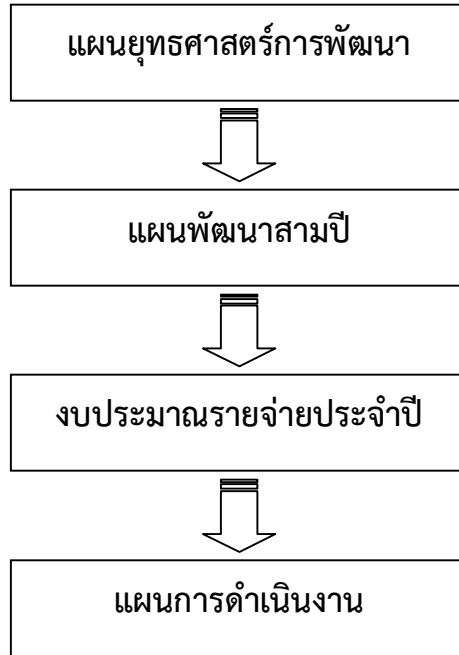 แผนยุทธศาสตร์การพัฒนา
แผนพัฒนาสามปี
งบประมาณรายจ่ายประจำปี
แผนการดำเนินงาน